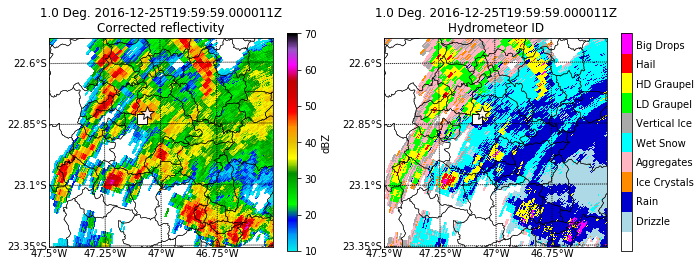 1.0 Deg. 2016-12-25T19:59:59.000011Z
Corrected reflectivity
22.6°S
22.85°S
23.1°S
23.35°S
47.5°W
47.25°W
47.0°W
46.75°W
70
60
50
40
30
20
10
dBZ
1.0 Deg. 2016-12-25T19:59:59.000011Z
Hydrometeor ID
22.6°S
22.85°S
23.1°S
23.35°S
47.5°W
47.25°W
47.0°W
46.75°W
Big Drops
Hail
HD Graupel
LD Graupel
Vertical Ice
Wet Snow
Aggregates
Ice Crystals
Rain
Drizzle